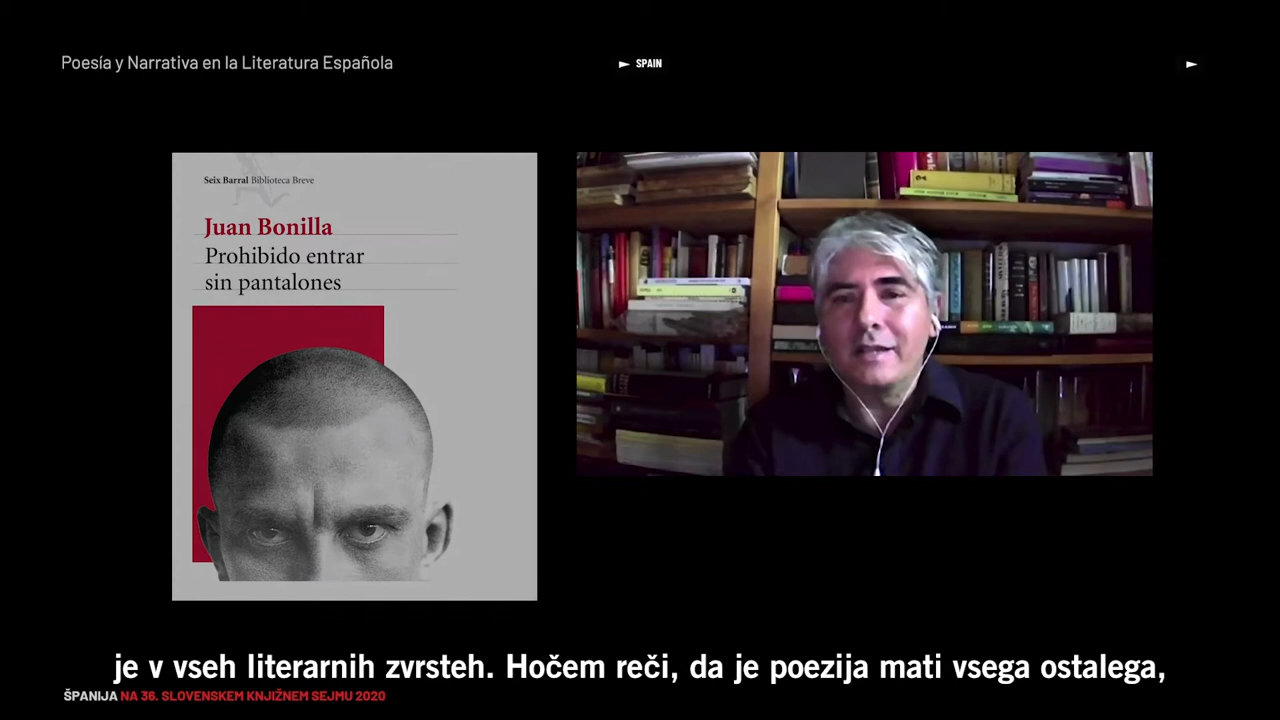 Poesía y Narrativa en la Literatura Española
SPAIN
Seix Barral Biblioteca Breve
Juan Bonilla
Prohibido entrar
sin pantalones
je v vseh literarnih zvrsteh. Hočem reči, da je poezija mati vsega ostalega,
ŠPANIJA NA 36. SLOVENSKEM KNJIŽNEM SEJMU 2020